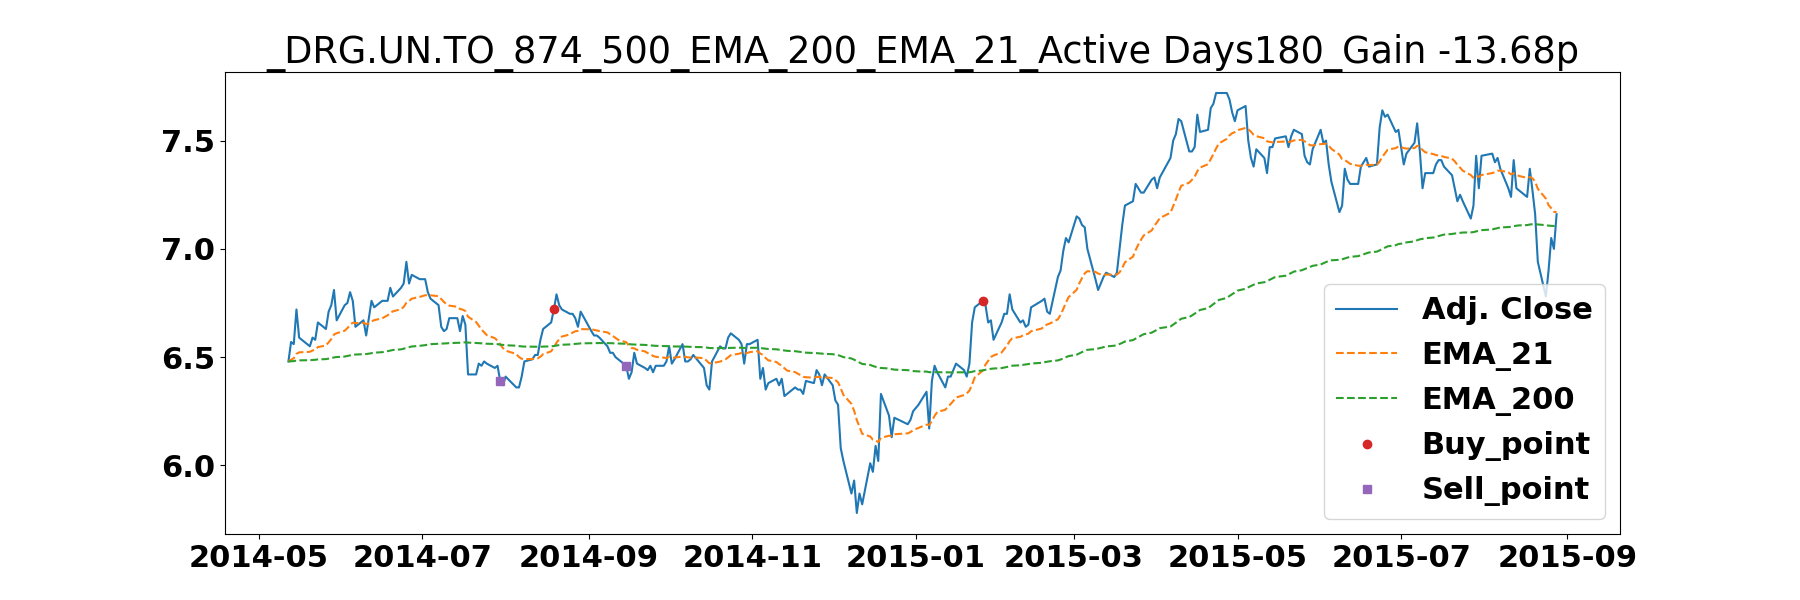 _DRG.UN.TO_874_500_EMA_200_EMA_21_Active Days180_Gain -13.68p
7.5
7.0
6.5
6.0
Adj. Close
EMA_21
EMA_200
Buy_point
Sell_point
2014-05 2014-07 2014-09 2014-11 2015-01 2015-03 2015-05 2015-07 2015-09